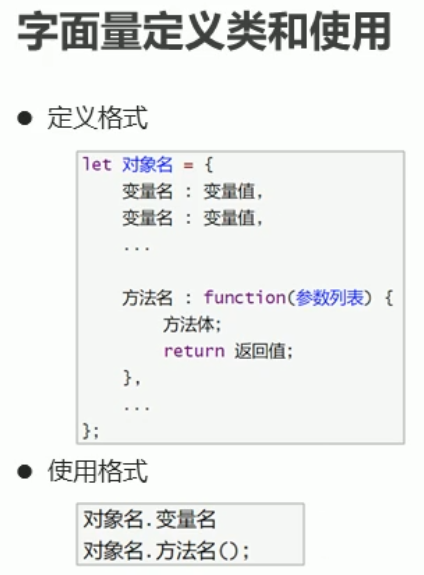 字面量定义类和使用
● 定义格式
let 对象名 = {
    变量名 : 变量值,
    变量名 : 变量值,
    ...

    方法名 : function(参数列表) {
        方法体;
        return 返回值;
    },
    ...
};
● 使用格式
对象名.变量名
对象名.方法名();